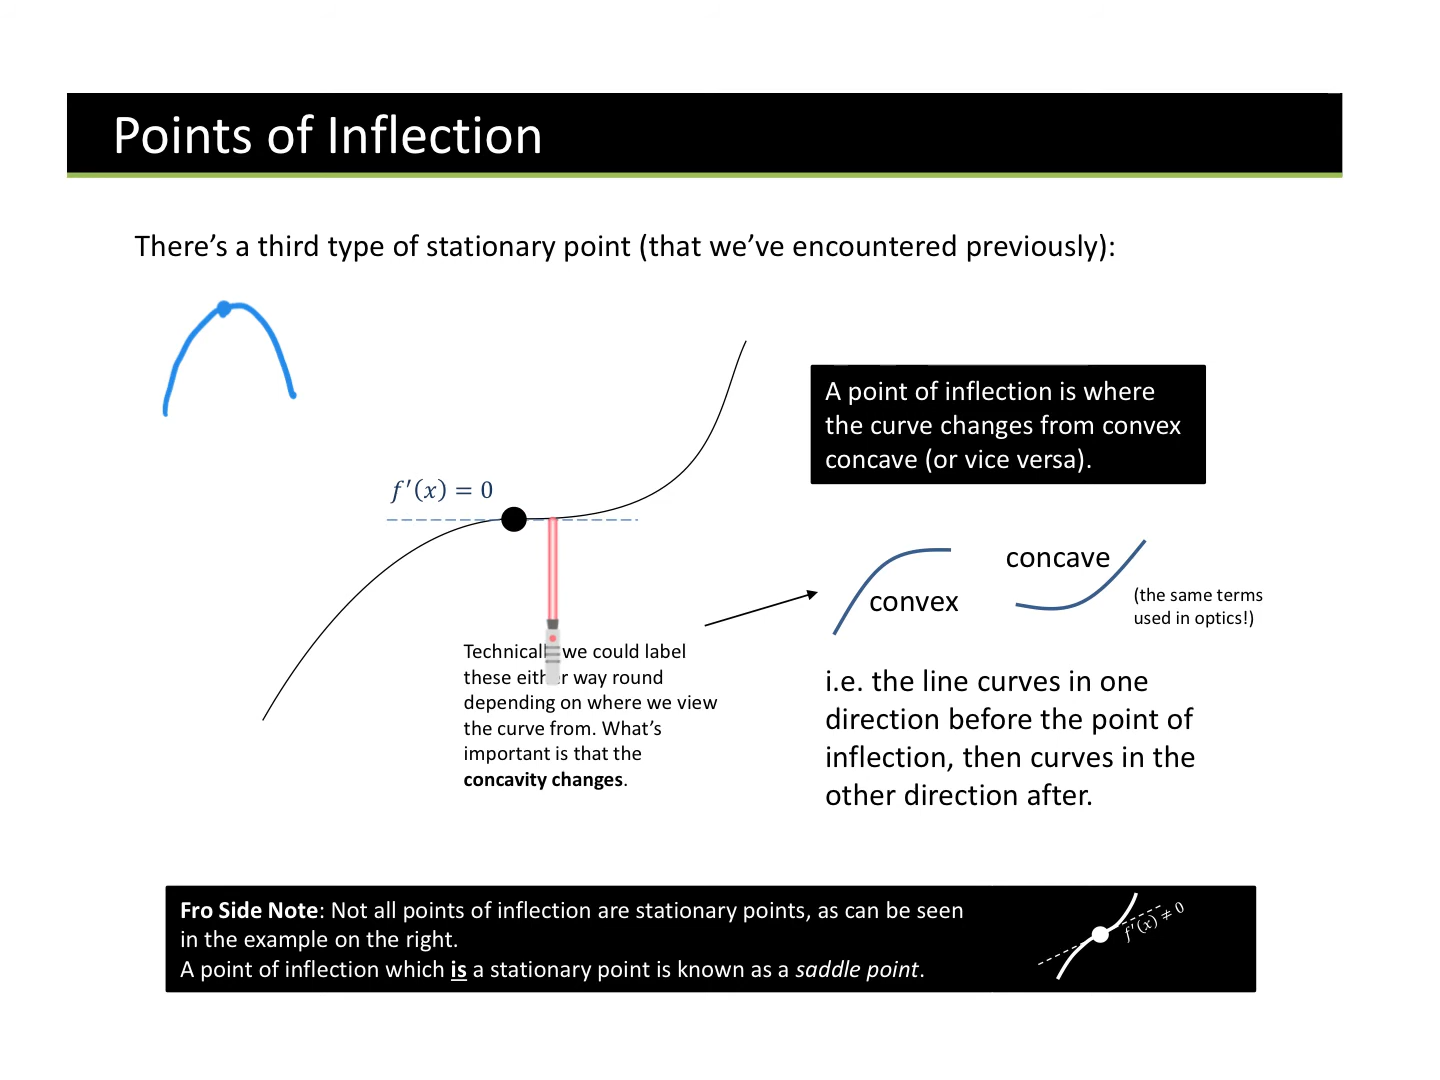 Points of Inflection
There’s a third type of stationary point (that we’ve encountered previously):
A point of inflection is where
the curve changes from convex
concave (or vice versa).
f′(x) = 0
concave
convex
(the same terms
used in optics!)
Technically we could label
these either way round
depending on where we view
the curve from. What’s
important is that the
concavity changes.
i.e. the line curves in one
direction before the point of
inflection, then curves in the
other direction after.
Fro Side Note: Not all points of inflection are stationary points, as can be seen
in the example on the right.
A point of inflection which is a stationary point is known as a saddle point.
f′(x) ≠ 0